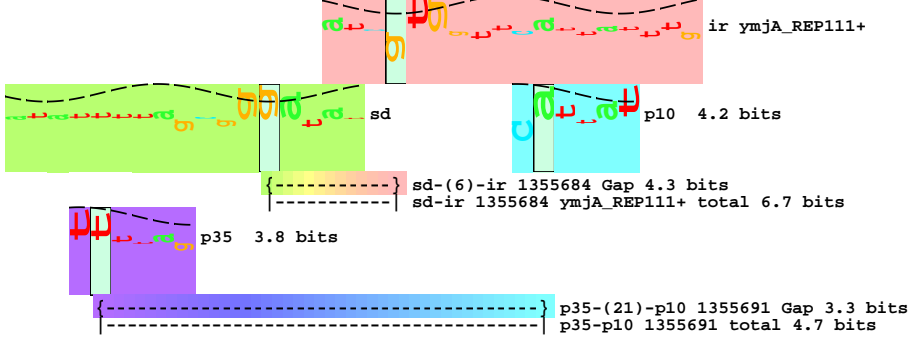 ir ymjA_REP111+
sd
p10 4.2 bits
sd-(6)-ir 1355684 Gap 4.3 bits
sd-ir 1355684 ymjA_REP111+ total 6.7 bits
p35 3.8 bits
p35-(21)-p10 1355691 Gap 3.3 bits
p35-p10 1355691 total 4.7 bits